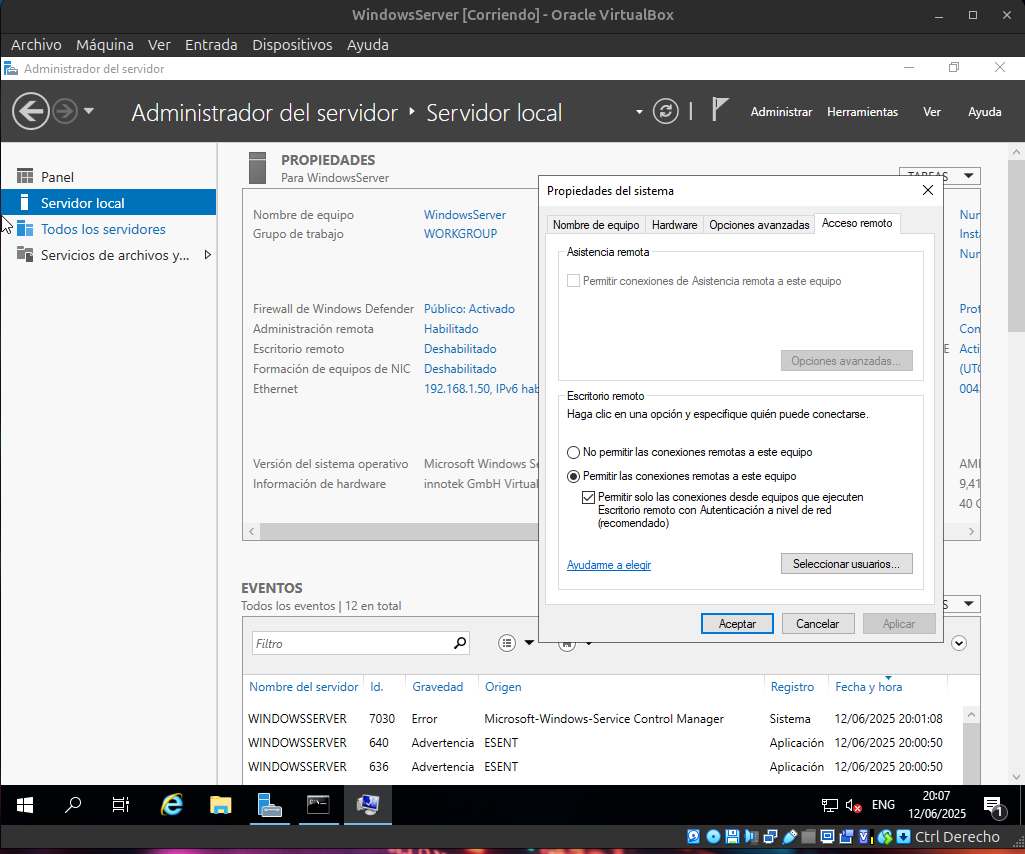 WindowsServer [Corriendo] - Oracle VirtualBox
Archivo Máquina Ver Entrada Dispositivos Ayuda
Administrador del servidor
Administrador del servidor ‣ Servidor local
Administrar Herramientas Ver Ayuda
Panel
Servidor local
Todos los servidores
Servicios de archivos y...
PROPIEDADES
Para WindowsServer
TAREAS
Nombre de equipo WindowsServer
Grupo de trabajo WORKGROUP
Firewall de Windows Defender Público: Activado
Administración remota Habilitado
Escritorio remoto Deshabilitado
Formación de equipos de NIC Deshabilitado
Ethernet 192.168.1.50, IPv6 hab
Versión del sistema operativo Microsoft Windows Se
Información de hardware innotek GmbH Virtual
Propiedades del sistema
Nombre de equipo Hardware Opciones avanzadas Acceso remoto
Asistencia remota
Permitir conexiones de Asistencia remota a este equipo
Opciones avanzadas...
Escritorio remoto
Haga clic en una opción y especifique quién puede conectarse.
No permitir las conexiones remotas a este equipo
Permitir las conexiones remotas a este equipo
Permitir solo las conexiones desde equipos que ejecuten
Escritorio remoto con Autenticación a nivel de red
(recomendado)
Ayudarme a elegir
Seleccionar usuarios...
Aceptar Cancelar Aplicar
Num
Insta
Num
Prot
Con
E Acti
(UTC
004
AMI
9,41
40 G
EVENTOS
Todos los eventos | 12 en total
S
Filtro
Nombre del servidor Id. Gravedad Origen Registro Fecha y hora
WINDOWSSERVER 7030 Error Microsoft-Windows-Service Control Manager Sistema 12/06/2025 20:01:08
WINDOWSSERVER 640 Advertencia ESENT Aplicación 12/06/2025 20:00:50
WINDOWSSERVER 636 Advertencia ESENT Aplicación 12/06/2025 20:00:50
ENG
20:07
12/06/2025
1
Ctrl Derecho